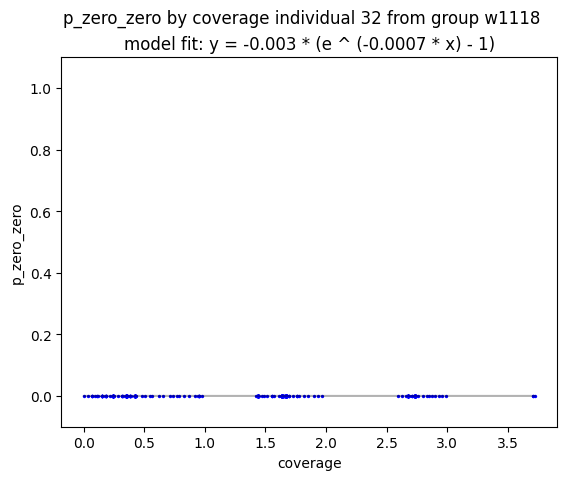 p_zero_zero by coverage individual 32 from group w1118
model fit: y = -0.003 * (e ^ (-0.0007 * x) - 1)
1.0
0.8
0.6
0.4
0.2
0.0
p_zero_zero
0.0 0.5 1.0 1.5 2.0 2.5 3.0 3.5
coverage